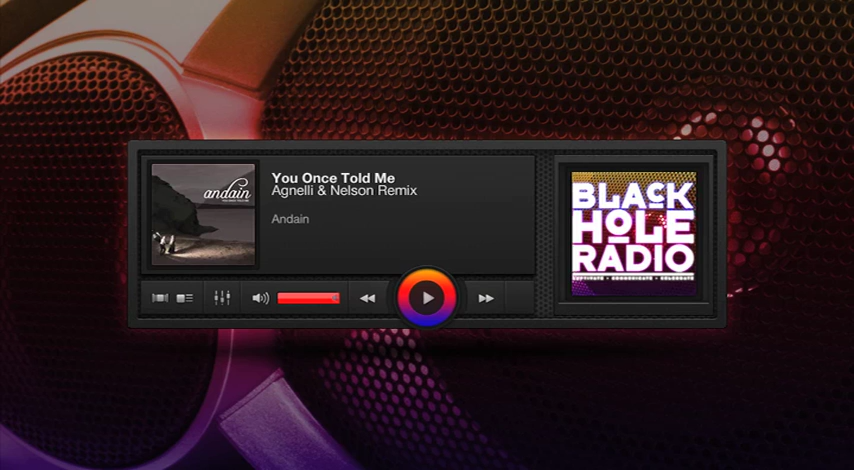 andain
You Once Told Me
Agnelli & Nelson Remix
Andain
BLACK
HOLE
RADIO